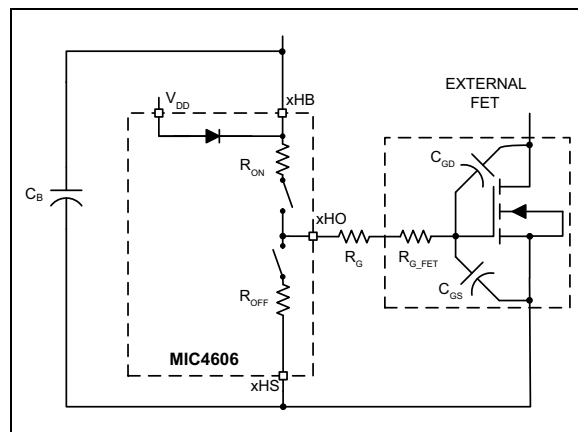 EXTERNAL
FET
V_DD
xHB
C_GD
R_ON
C_B
xHO
R_G
R_G_FET
C_GS
R_OFF
MIC4606
xHS